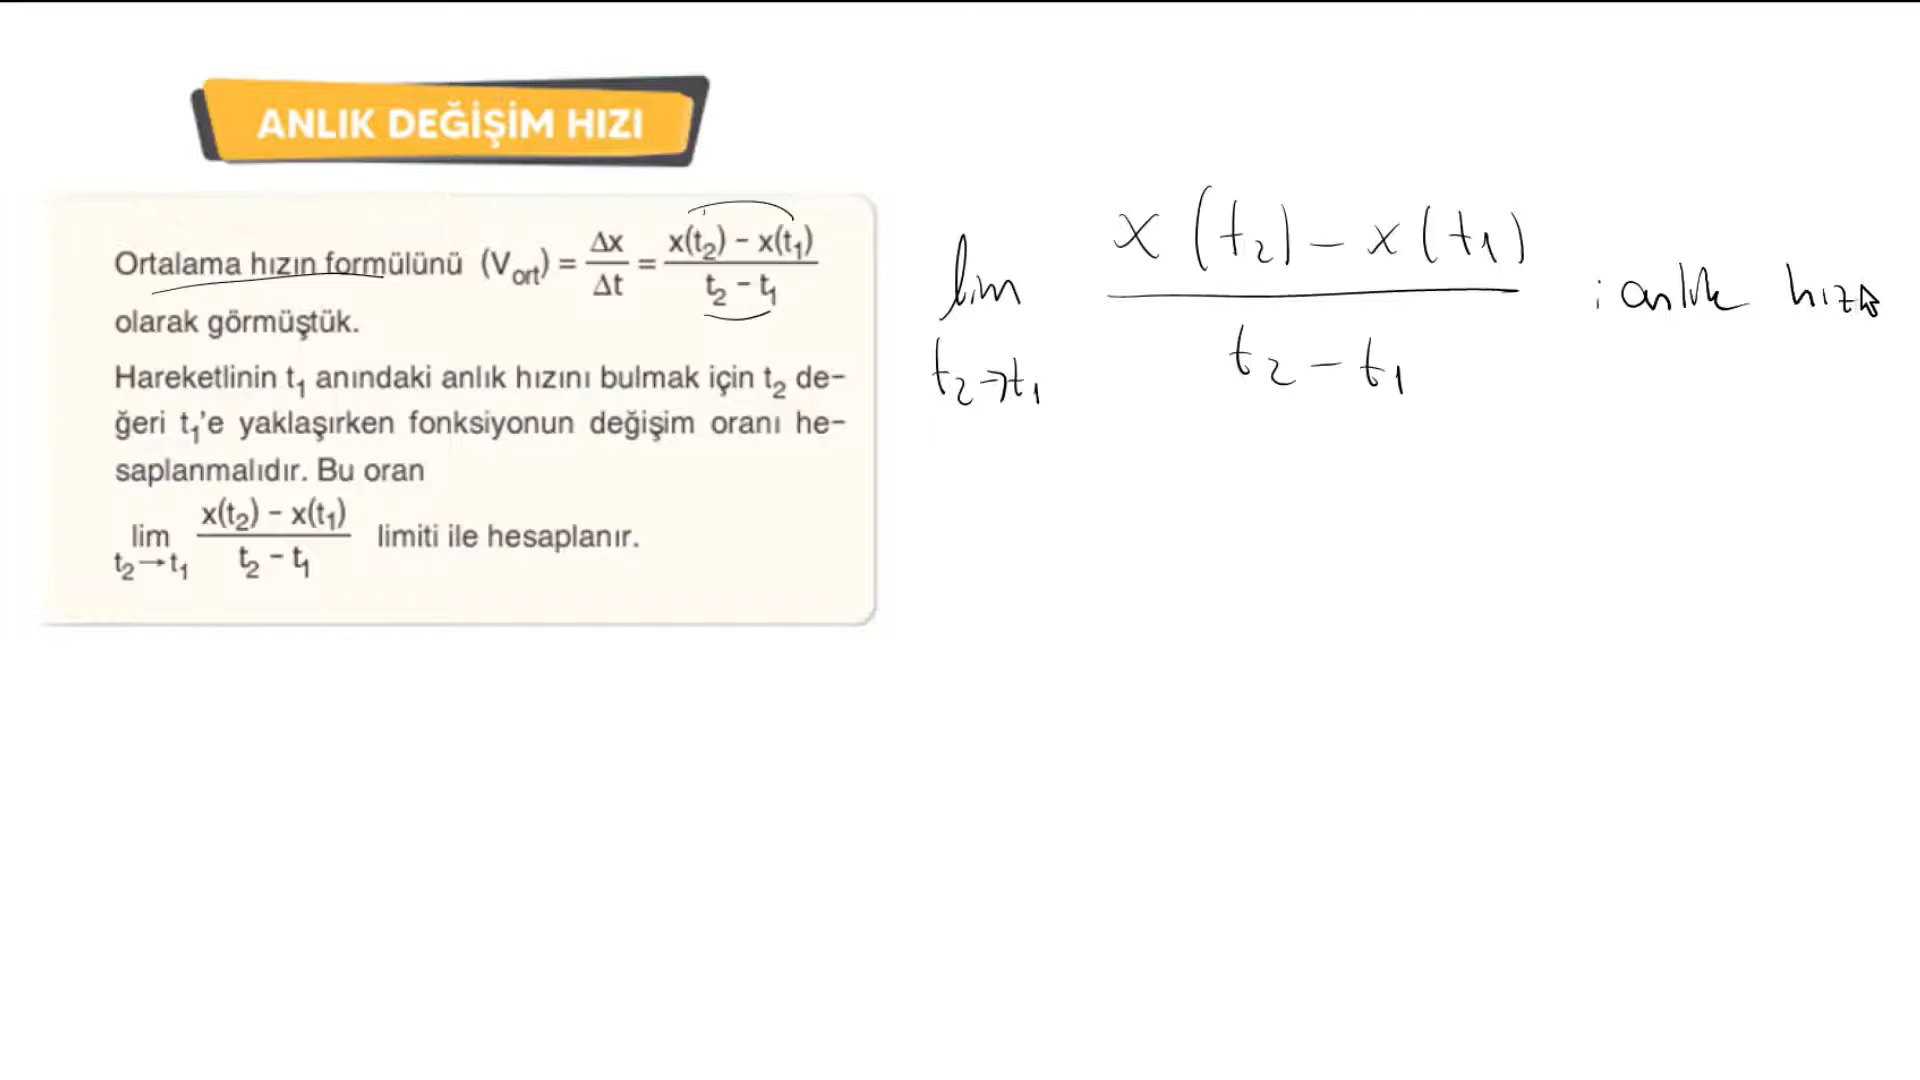 ANLIK DEĞİŞİM HIZI
Ortalama hızın formülünü (Vort) = Δx/Δt = x(t₂) − x(t₁)/t₂ − t₁
olarak görmüştük.
Hareketlinin t₁ anındaki anlık hızını bulmak için t₂ de-
ğeri t₁'e yaklaşırken fonksiyonun değişim oranı he-
saplanmalıdır. Bu oran
lim t₂→t₁ x(t₂) − x(t₁)/t₂ − t₁ limiti ile hesaplanır.
lim t₂→t₁ x(t₂) − x(t₁)/t₂ − t₁ : anlık hız